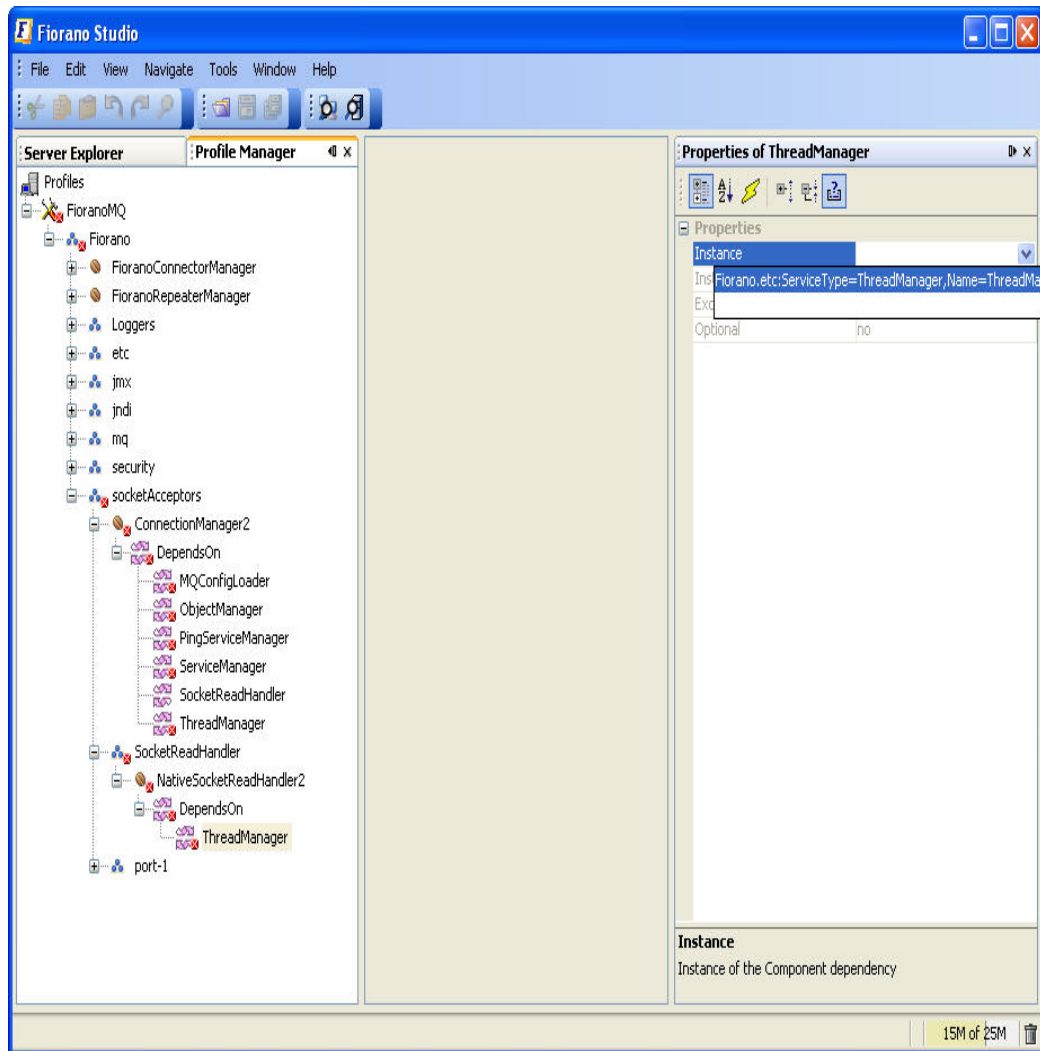 Fiorano Studio
File Edit View Navigate Tools Window Help
Server Explorer
Profile Manager
Profiles
FioranoMQ
Fiorano
FioranoConnectorManager
FioranoRepeaterManager
Loggers
etc
jmx
jndi
mq
security
socketAcceptors
ConnectionManager2
DependsOn
MQConfigLoader
ObjectManager
PingServiceManager
ServiceManager
SocketReadHandler
ThreadManager
SocketReadHandler
NativeSocketReadHandler2
DependsOn
ThreadManager
port-1
Properties of ThreadManager
Properties
Instance
Ins
Fiorano.etc:ServiceType=ThreadManager,Name=ThreadMa
Optional no
Instance
Instance of the Component dependency
15M of 25M